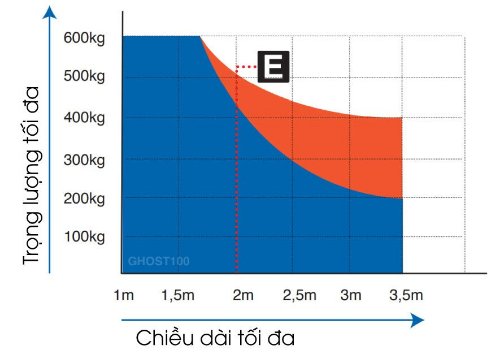 Trọng lượng tối đa
600kg
500kg
400kg
300kg
200kg
100kg
E
GHOST100
1m 1,5m 2m 2,5m 3m 3,5m
Chiều dài tối đa